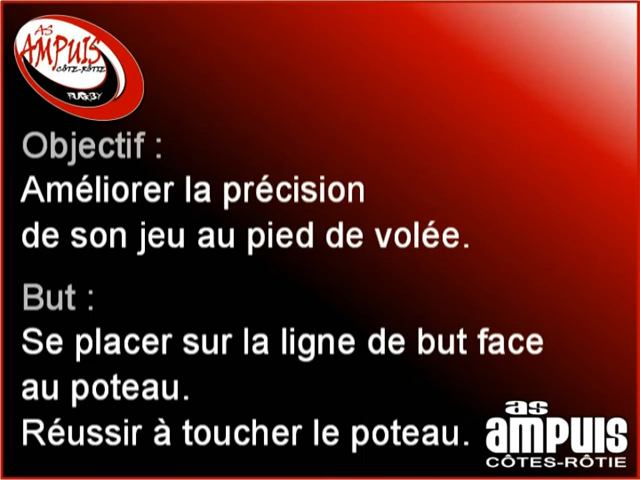 AS
AMPUIS
CÔTE-RÔTIE
RUGBY
Objectif :
Améliorer la précision
de son jeu au pied de volée.
But :
Se placer sur la ligne de but face
au poteau.
Réussir à toucher le poteau.
as
ampuis
CÔTES-RÔTIE